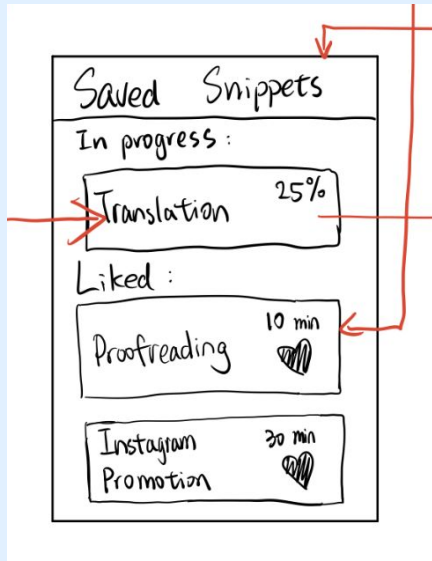 Saved Snippets
In progress:
Translation 25%
Liked:
Proofreading 10 min
Instagram 30 min
Promotion